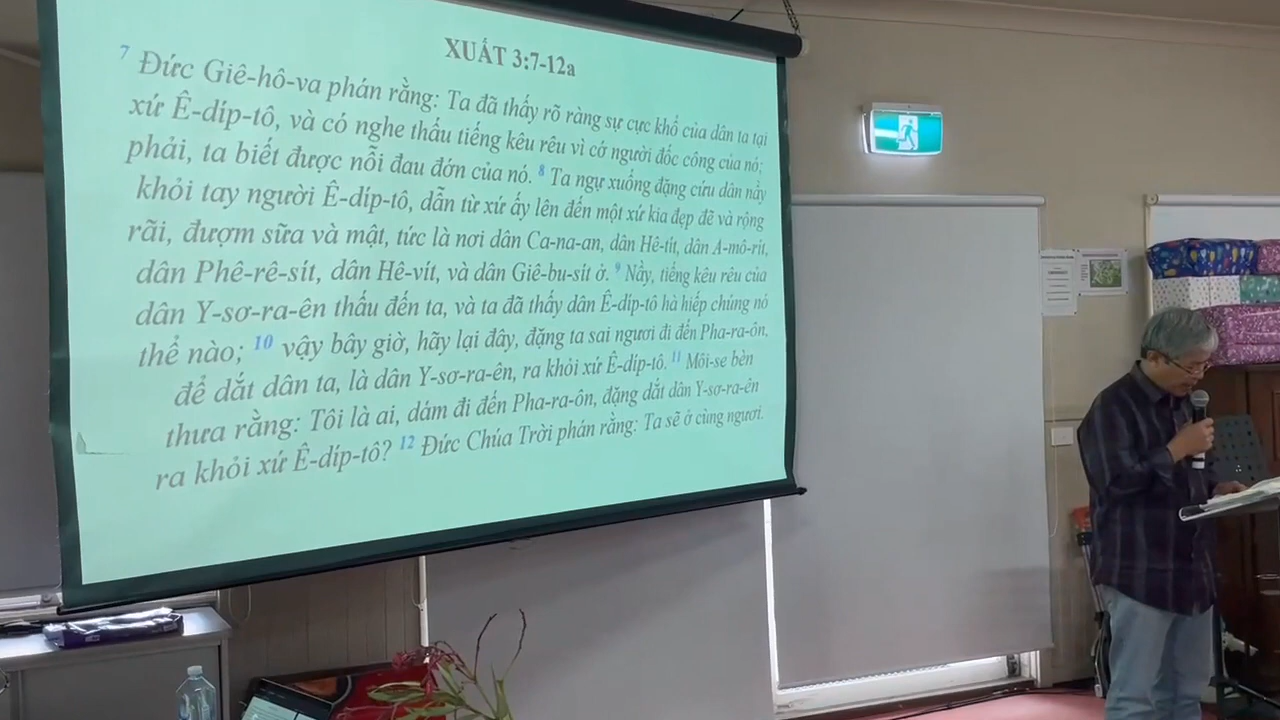 XUẤT 3:7-12a
7 Đức Giê-hô-va phán rằng: Ta đã thấy rõ ràng sự cực khổ của dân ta tại
xứ Ê-díp-tô, và có nghe thấu tiếng kêu rêu vì cớ người đốc công của nó;
phải, ta biết được nỗi đau đớn của nó. 8 Ta ngự xuống đặng cứu dân nầy
khỏi tay người Ê-díp-tô, dẫn từ xứ ấy lên đến một xứ kia đẹp đẽ và rộng
rãi, đượm sữa và mật, tức là nơi dân Ca-na-an, dân Hê-tít, dân A-mô-rít,
dân Phê-rê-sít, dân Hê-vít, và dân Giê-bu-sít ở. 9 Nầy, tiếng kêu rêu của
dân Y-sơ-ra-ên thấu đến ta, và ta đã thấy dân Ê-díp-tô hà hiếp chúng nó
thể nào; 10 vậy bây giờ, hãy lại đây, đặng ta sai ngươi đi đến Pha-ra-ôn,
để dắt dân ta, là dân Y-sơ-ra-ên, ra khỏi xứ Ê-díp-tô. 11 Môi-se bèn
thưa rằng: Tôi là ai, dám đi đến Pha-ra-ôn, đặng dắt dân Y-sơ-ra-ên
ra khỏi xứ Ê-díp-tô? 12 Đức Chúa Trời phán rằng: Ta sẽ ở cùng ngươi.